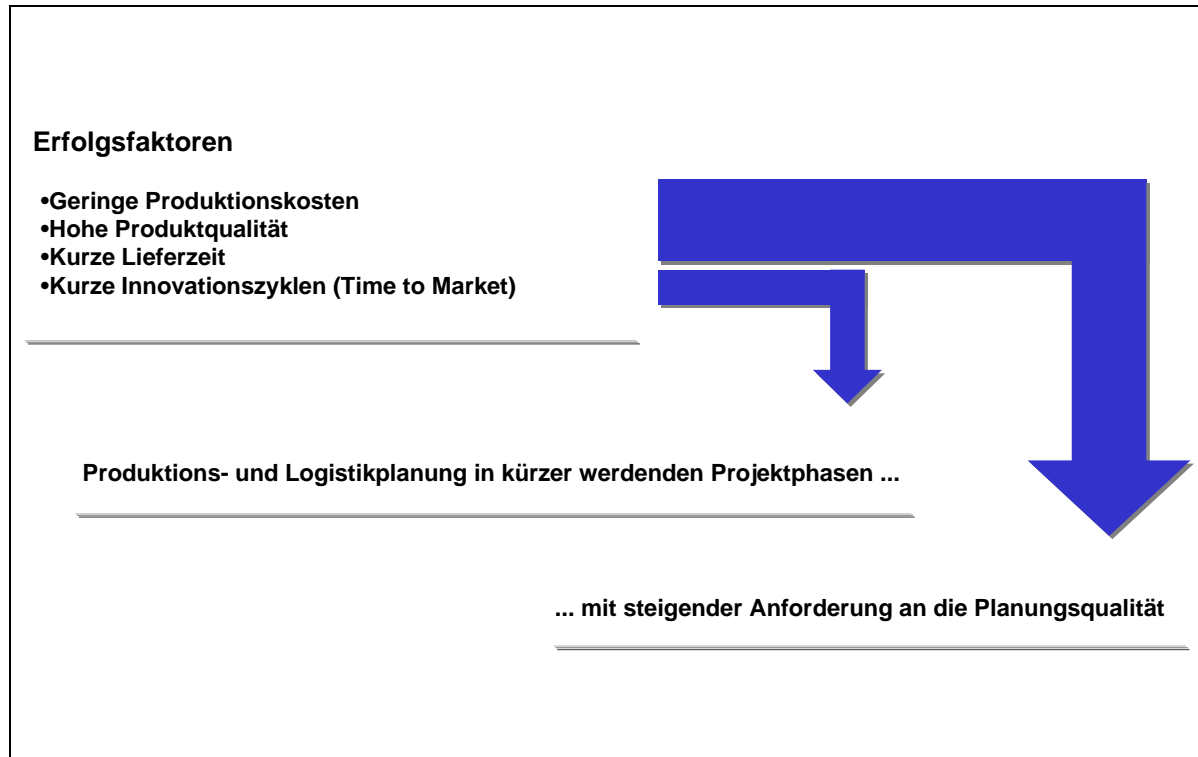 Erfolgsfaktoren
•Geringe Produktionskosten
•Hohe Produktqualität
•Kurze Lieferzeit
•Kurze Innovationszyklen (Time to Market)
Produktions- und Logistikplanung in kürzer werdenden Projektphasen ...
... mit steigender Anforderung an die Planungsqualität